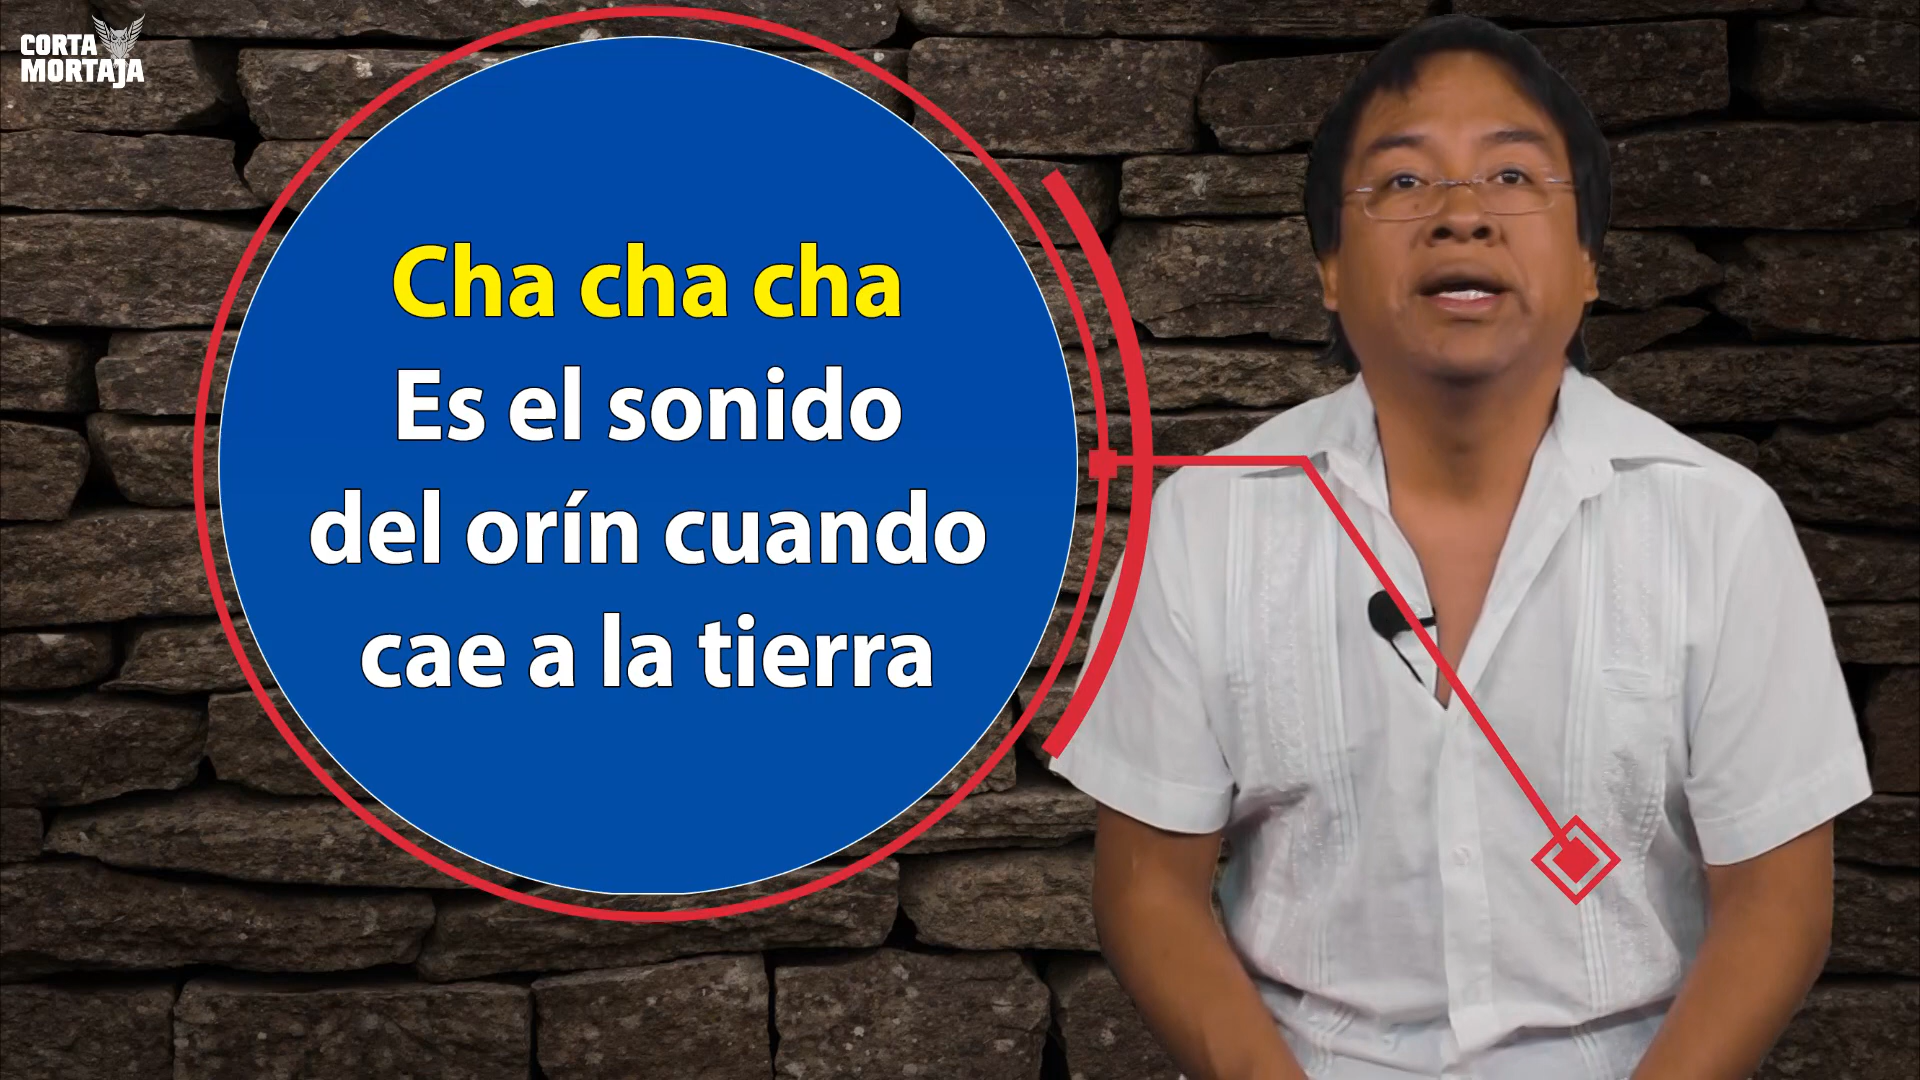 CORTA
MORTAJA
Cha cha cha
Es el sonido
del orín cuando
cae a la tierra